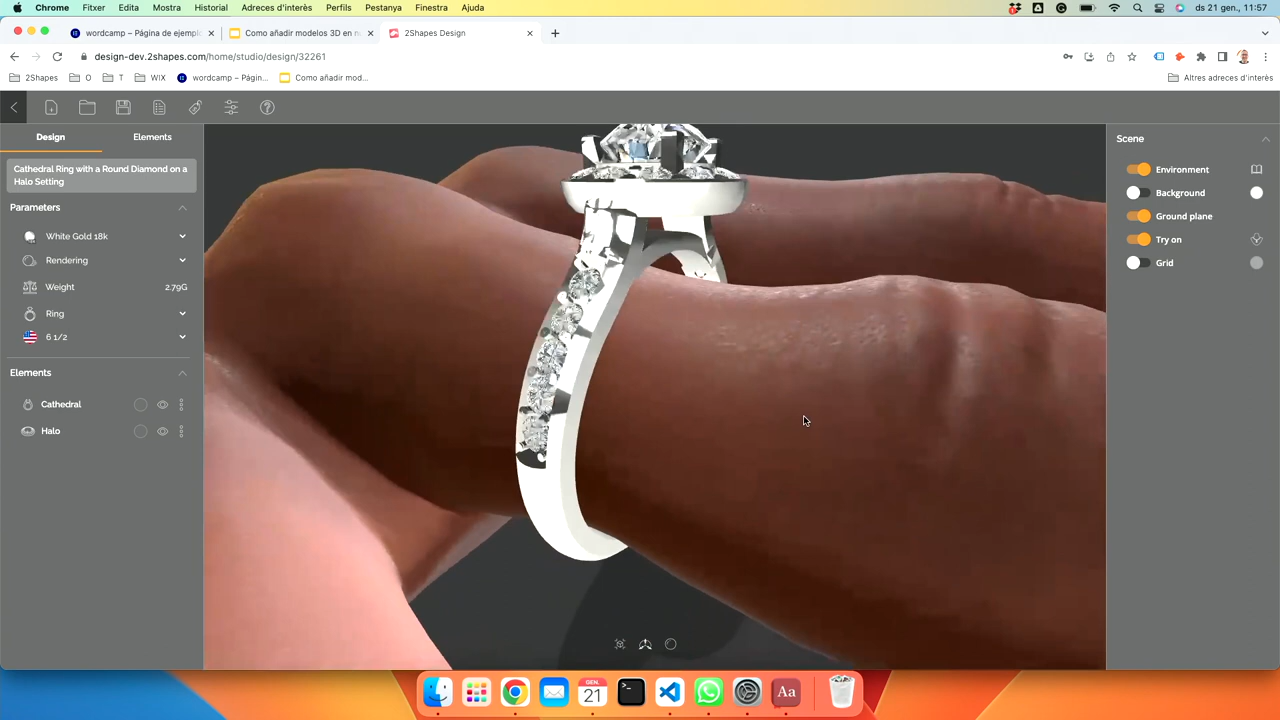 Chrome Fitxer Edita Mostra Historial Adreces d'interès Perfils Pestanya Finestra Ajuda ds 21 gen., 11:57
wordcamp – Página de ejemplo
Como añadir modelos 3D en n
2Shapes Design
design-dev.2shapes.com/home/studio/design/32261
2Shapes O T WIX wordcamp – Págin... Como añadir mod... Altres adreces d'interès
Design Elements
Cathedral Ring with a Round Diamond on a
Halo Setting
Parameters
White Gold 18k
Rendering
Weight 2.79G
Ring
6 1/2
Elements
Cathedral
Halo
Scene
Environment
Background
Ground plane
Try on
Grid
GEN.
21
Aa